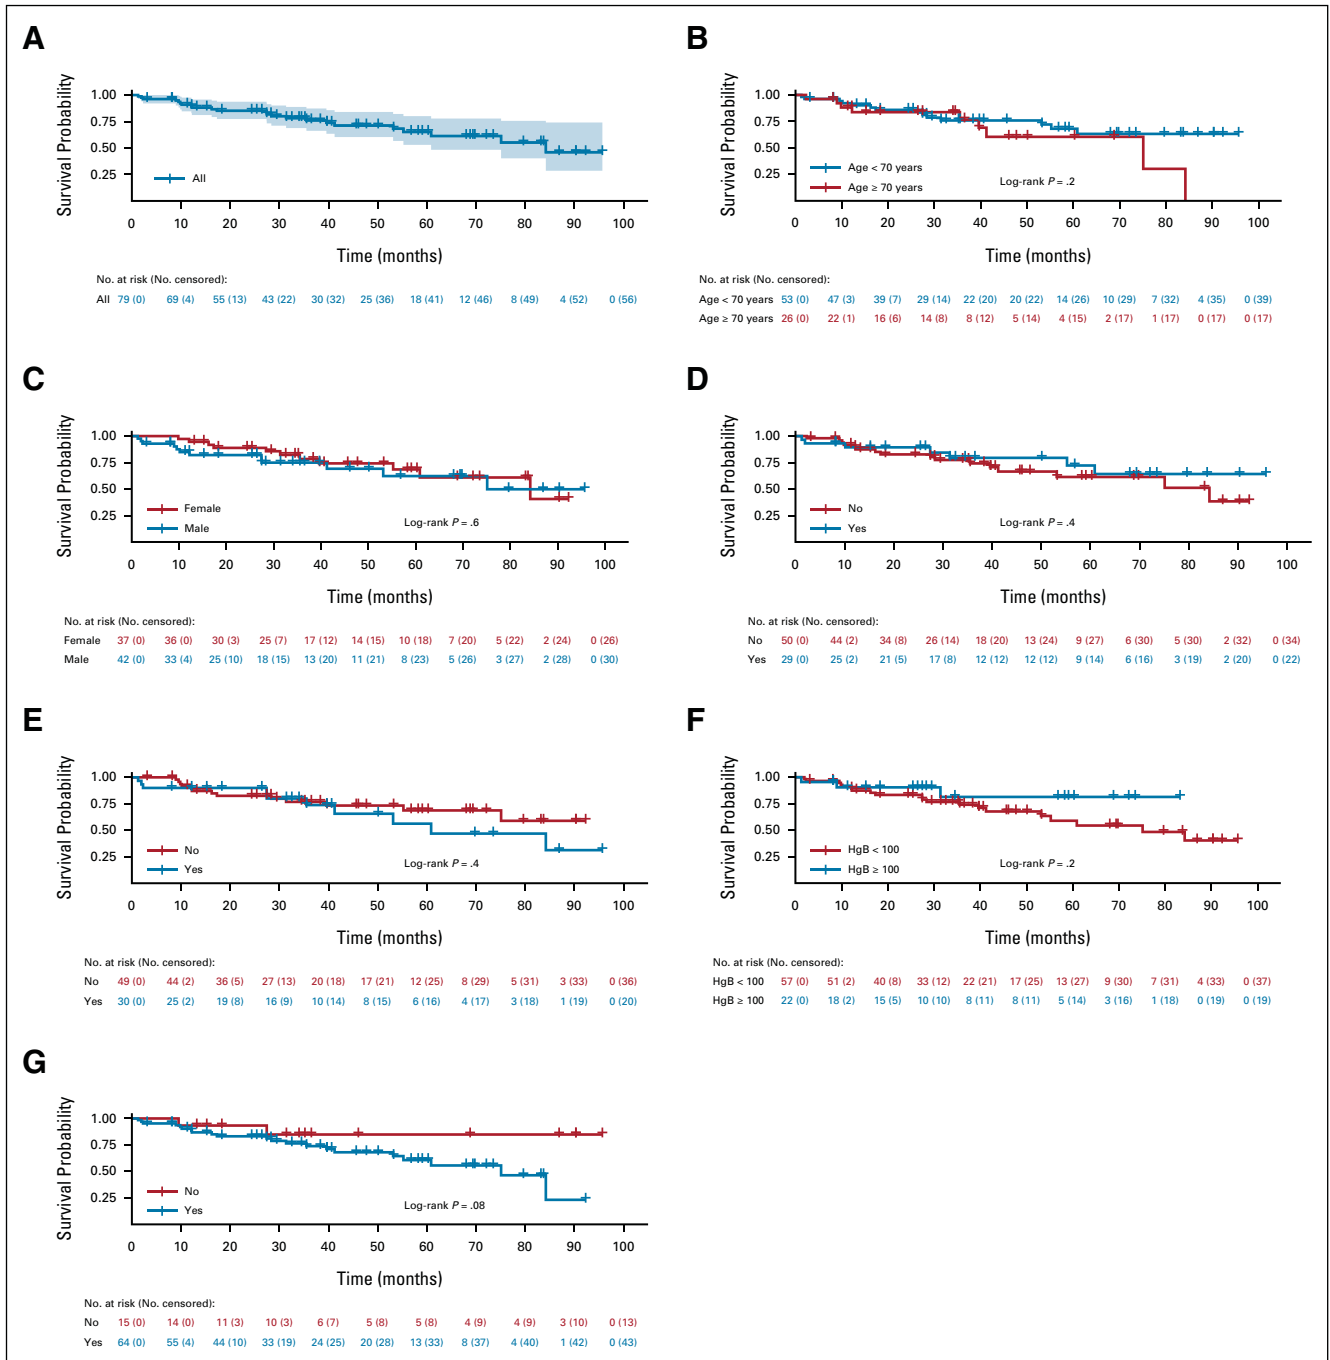 A
Survival Probability
1.00
0.75
0.50
0.25
All
0 10 20 30 40 50 60 70 80 90 100
Time (months)
No. at risk (No. censored):
All 79 (0) 69 (4) 55 (13) 43 (22) 30 (32) 25 (36) 18 (41) 12 (46) 8 (49) 4 (52) 0 (56)
B
Survival Probability
1.00
0.75
0.50
0.25
Age < 70 years
Age ≥ 70 years
Log-rank P = .2
0 10 20 30 40 50 60 70 80 90 100
Time (months)
No. at risk (No. censored):
Age < 70 years 53 (0) 47 (3) 39 (7) 29 (14) 22 (20) 20 (22) 14 (26) 10 (29) 7 (32) 4 (35) 0 (39)
Age ≥ 70 years 26 (0) 22 (1) 16 (6) 14 (8) 8 (12) 5 (14) 4 (15) 2 (17) 1 (17) 0 (17) 0 (17)
C
Survival Probability
1.00
0.75
0.50
0.25
Female
Male
Log-rank P = .6
0 10 20 30 40 50 60 70 80 90 100
Time (months)
No. at risk (No. censored):
Female 37 (0) 36 (0) 30 (3) 25 (7) 17 (12) 14 (15) 10 (18) 7 (20) 5 (22) 2 (24) 0 (26)
Male 42 (0) 33 (4) 25 (10) 18 (15) 13 (20) 11 (21) 8 (23) 5 (26) 3 (27) 2 (28) 0 (30)
D
Survival Probability
1.00
0.75
0.50
0.25
No
Yes
Log-rank P = .4
0 10 20 30 40 50 60 70 80 90 100
Time (months)
No. at risk (No. censored):
No 50 (0) 44 (2) 34 (8) 26 (14) 18 (20) 13 (24) 9 (27) 6 (30) 5 (30) 2 (32) 0 (34)
Yes 29 (0) 25 (2) 21 (5) 17 (8) 12 (12) 12 (12) 9 (14) 6 (16) 3 (19) 2 (20) 0 (22)
E
Survival Probability
1.00
0.75
0.50
0.25
No
Yes
Log-rank P = .4
0 10 20 30 40 50 60 70 80 90 100
Time (months)
No. at risk (No. censored):
No 49 (0) 44 (2) 36 (5) 27 (13) 20 (18) 17 (21) 12 (25) 8 (29) 5 (31) 3 (33) 0 (36)
Yes 30 (0) 25 (2) 19 (8) 16 (9) 10 (14) 8 (15) 6 (16) 4 (17) 3 (18) 1 (19) 0 (20)
F
Survival Probability
1.00
0.75
0.50
0.25
HgB < 100
HgB ≥ 100
Log-rank P = .2
0 10 20 30 40 50 60 70 80 90 100
Time (months)
No. at risk (No. censored):
HgB < 100 57 (0) 51 (2) 40 (8) 33 (12) 22 (21) 17 (25) 13 (27) 9 (30) 7 (31) 4 (33) 0 (37)
HgB ≥ 100 22 (0) 18 (2) 15 (5) 10 (10) 8 (11) 8 (11) 5 (14) 3 (16) 1 (18) 0 (19) 0 (19)
G
Survival Probability
1.00
0.75
0.50
0.25
No
Yes
Log-rank P = .08
0 10 20 30 40 50 60 70 80 90 100
Time (months)
No. at risk (No. censored):
No 15 (0) 14 (0) 11 (3) 10 (3) 6 (7) 5 (8) 5 (8) 4 (9) 4 (9) 3 (10) 0 (13)
Yes 64 (0) 55 (4) 44 (10) 33 (19) 24 (25) 20 (28) 13 (33) 8 (37) 4 (40) 1 (42) 0 (43)